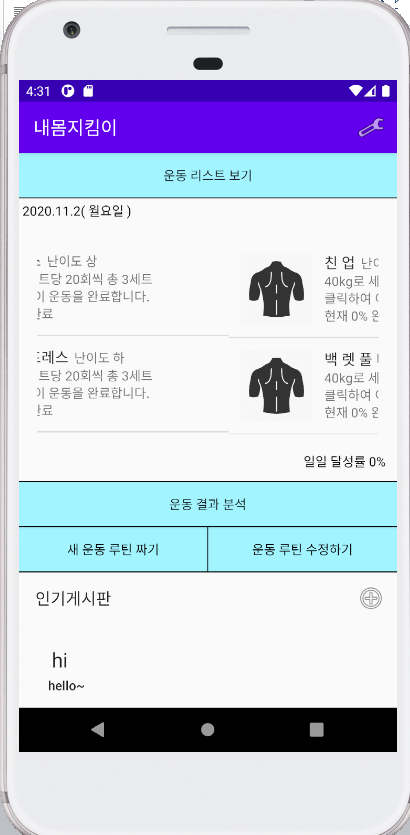 4:31
내몸지킴이
운동 리스트 보기
2020.11.2( 월요일 )
난이도 상
트당 20회씩 총 3세트
이 운동을 완료합니다.
완료
친 업 난이
40kg로 세
클릭하여 이
현재 0% 완
프레스 난이도 하
트당 20회씩 총 3세트
이 운동을 완료합니다.
완료
백 렛 풀
40kg로 세
클릭하여 이
현재 0% 완
일일 달성률 0%
운동 결과 분석
새 운동 루틴 짜기
운동 루틴 수정하기
인기게시판
hi
hello~